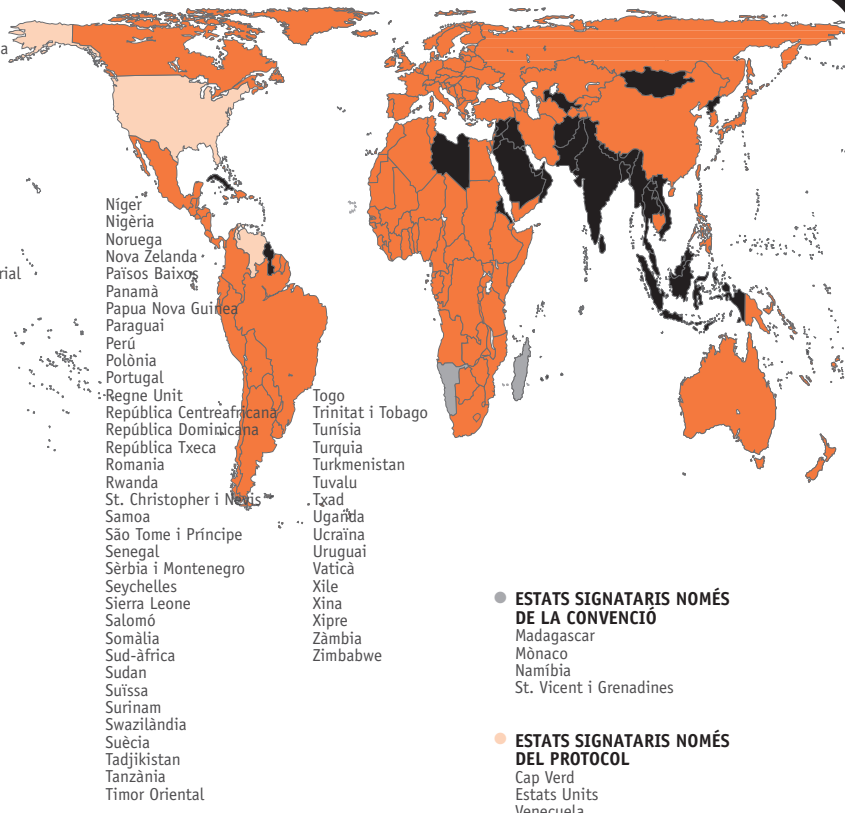 a
rial
Níger
Nigèria
Noruega
Nova Zelanda
Països Baixos
Panamà
Papua Nova Guinea
Paraguai
Perú
Polònia
Portugal
Regne Unit
República Centreafricana
República Dominicana
República Txeca
Romania
Rwanda
St. Christopher i Nevis
Samoa
São Tome i Príncipe
Senegal
Sèrbia i Montenegro
Seychelles
Sierra Leone
Salomó
Somàlia
Sud-àfrica
Sudan
Suïssa
Surinam
Swazilàndia
Suècia
Tadjikistan
Tanzània
Timor Oriental
Togo
Trinitat i Tobago
Tunísia
Turquia
Turkmenistan
Tuvalu
Txad
Uganda
Ucraïna
Uruguai
Vaticà
Xile
Xina
Xipre
Zàmbia
Zimbabwe
ESTATS SIGNATARIS NOMÉS
DE LA CONVENCIÓ
Madagascar
Mònaco
Namíbia
St. Vicent i Grenadines
ESTATS SIGNATARIS NOMÉS
DEL PROTOCOL
Cap Verd
Estats Units
Veneçuela